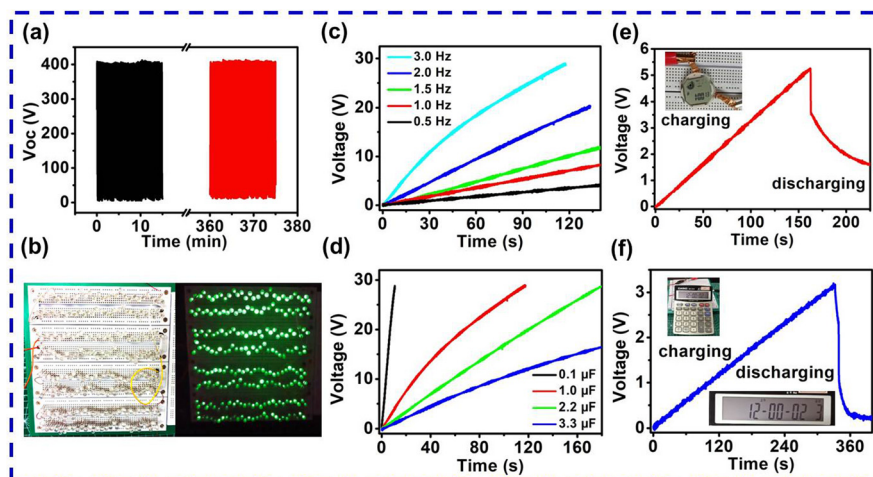 (a)
Voc (V)
400
300
200
100
0
0 10 360 370 380
Time (min)
(b)
(c)
Voltage (V)
30
20
10
0
3.0 Hz
2.0 Hz
1.5 Hz
1.0 Hz
0.5 Hz
0 30 60 90 120
Time (s)
(d)
Voltage (V)
30
20
10
0
0.1 µF
1.0 µF
2.2 µF
3.3 µF
0 40 80 120 160
Time (s)
(e)
Voltage (V)
6
5
4
3
2
1
0
charging
discharging
0 50 100 150 200
Time (s)
(f)
Voltage (V)
3
2
1
0
charging
discharging
12-00-02 3
0 120 240 360
Time (s)